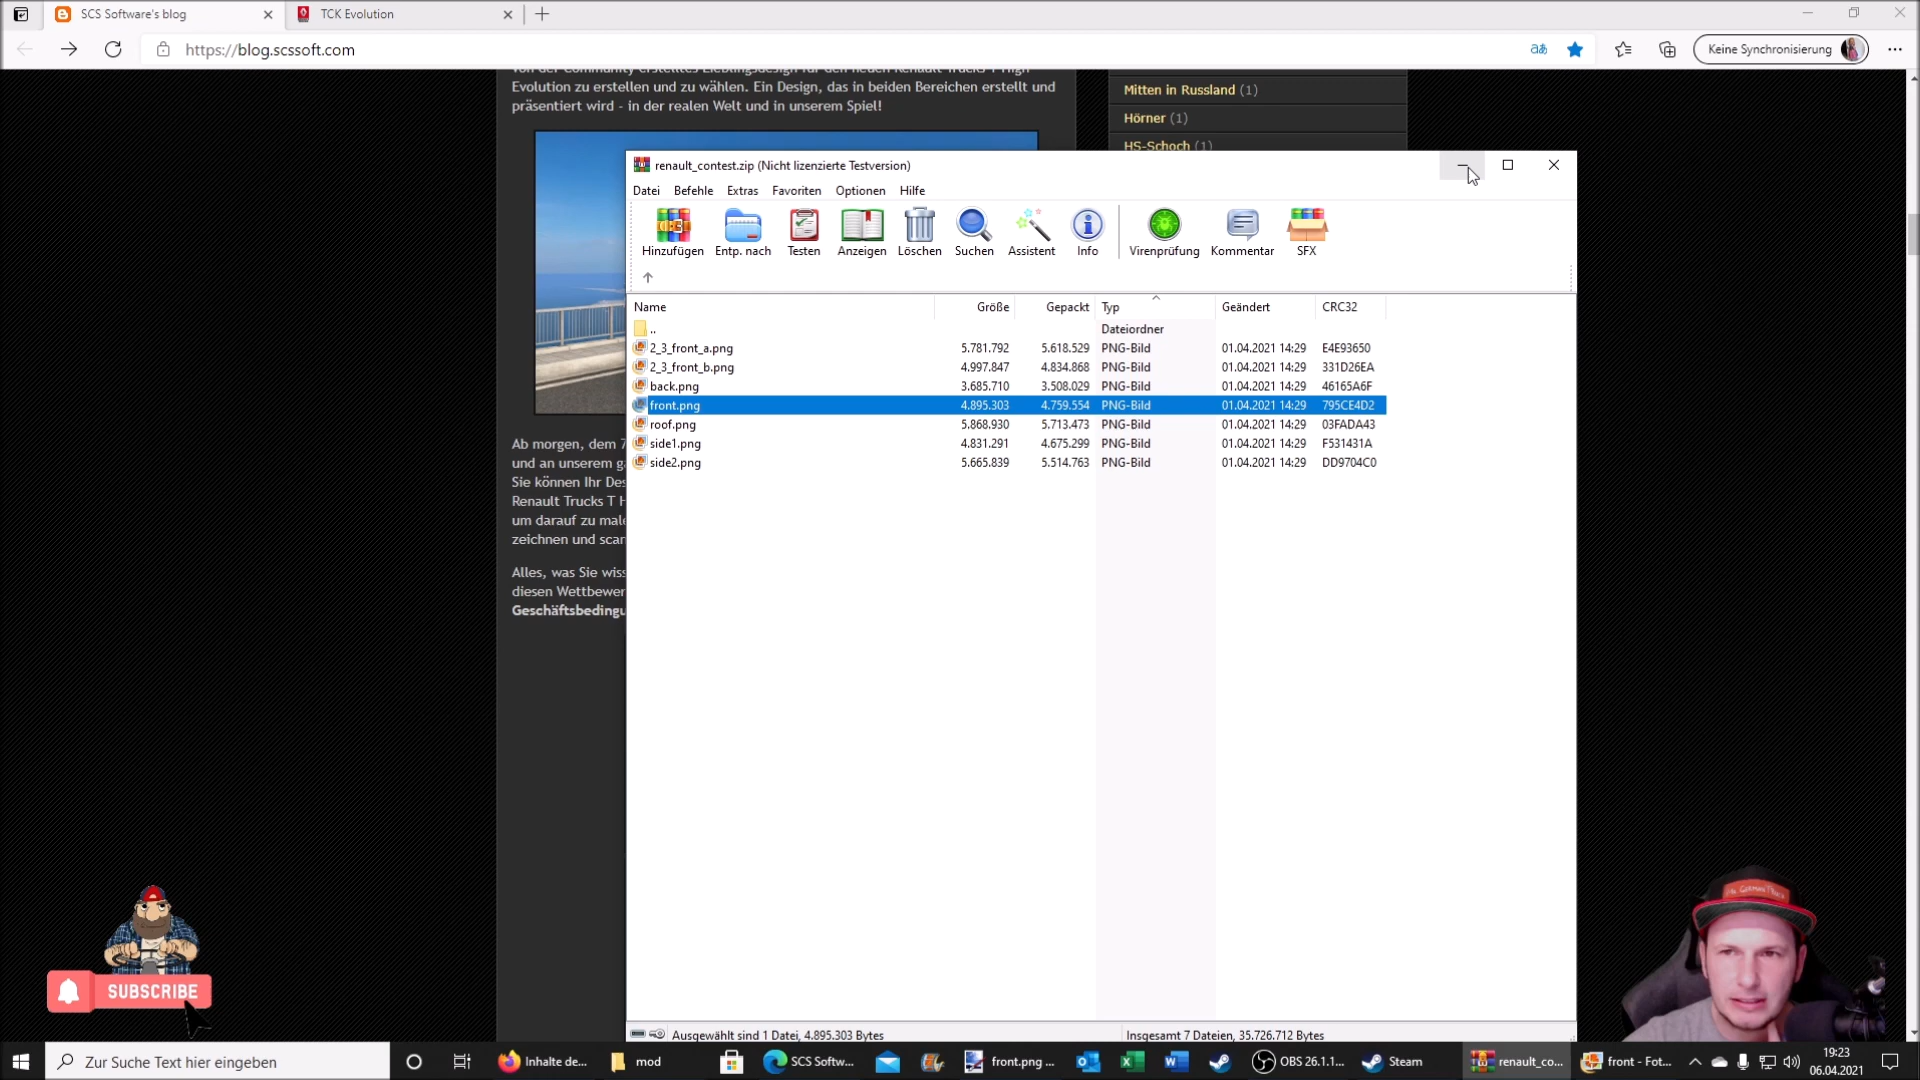 SCS Software's blog
TCK Evolution
https://blog.scssoft.com
Keine Synchronisierung
Evolution zu erstellen und zu wählen. Ein Design, das in beiden Bereichen erstellt und
präsentiert wird - in der realen Welt und in unserem Spiel!
Mitten in Russland (1)
Hörner (1)
HS-Schoch (1)
renault_contest.zip (Nicht lizenzierte Testversion)
Datei Befehle Extras Favoriten Optionen Hilfe
Hinzufügen Entp. nach Testen Anzeigen Löschen Suchen Assistent Info Virenprüfung Kommentar SFX
Name Größe Gepackt Typ Geändert CRC32
.. Dateiordner
2_3_front_a.png 5.781.792 5.618.529 PNG-Bild 01.04.2021 14:29 E4E93650
2_3_front_b.png 4.997.847 4.834.868 PNG-Bild 01.04.2021 14:29 331D26EA
back.png 3.685.710 3.508.029 PNG-Bild 01.04.2021 14:29 46165A6F
front.png 4.895.303 4.759.554 PNG-Bild 01.04.2021 14:29 795CE4D2
roof.png 5.868.930 5.713.473 PNG-Bild 01.04.2021 14:29 03FADA43
side1.png 4.831.291 4.675.299 PNG-Bild 01.04.2021 14:29 F531431A
side2.png 5.665.839 5.514.763 PNG-Bild 01.04.2021 14:29 DD9704C0
Ab morgen, dem 7
und an unserem g
Sie können Ihr Des
Renault Trucks T H
um darauf zu male
zeichnen und scan
Alles, was Sie wiss
diesen Wettbewer
Geschäftsbedingu
SUBSCRIBE
Ausgewählt sind 1 Datei, 4.895.303 Bytes
Insgesamt 7 Dateien, 35.726.712 Bytes
Zur Suche Text hier eingeben
Inhalte de...
mod
SCS Softw...
front.png ...
OBS 26.1.1...
Steam
renault_co...
front - Fot...
19:23
06.04.2021